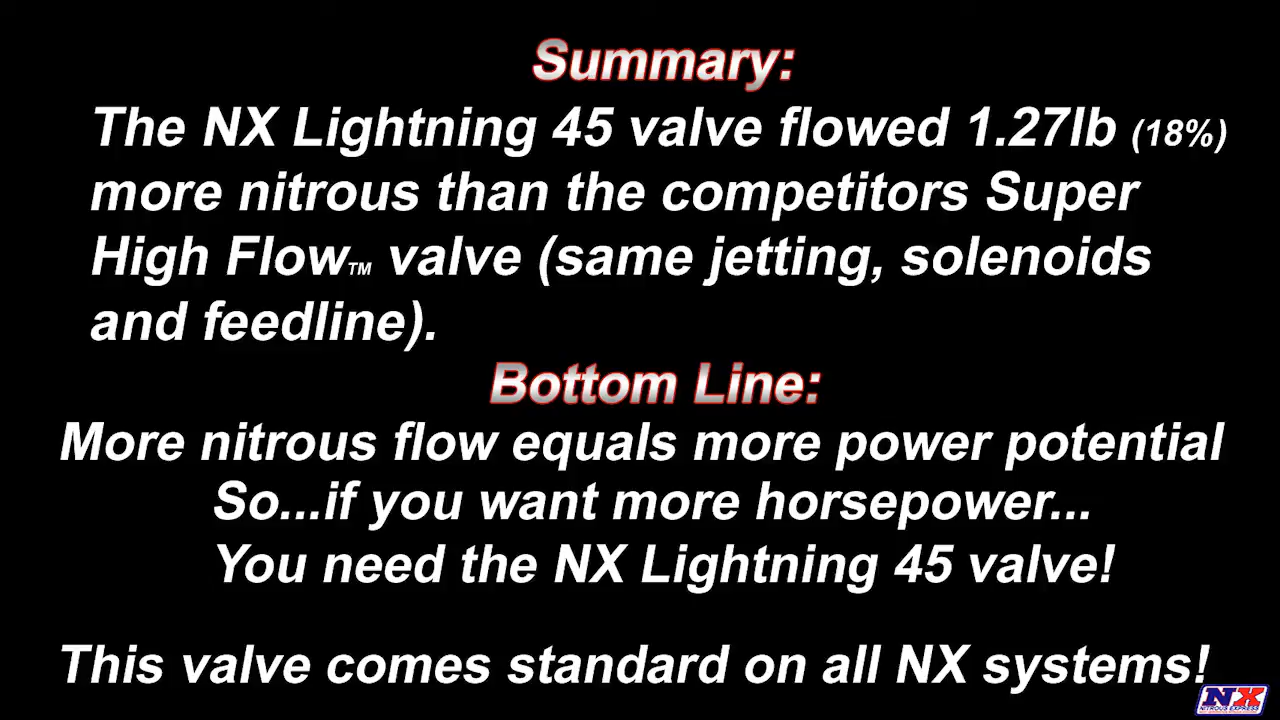 Summary:
The NX Lightning 45 valve flowed 1.27lb (18%)
more nitrous than the competitors Super
High Flow™ valve (same jetting, solenoids
and feedline).
Bottom Line:
More nitrous flow equals more power potential
So...if you want more horsepower...
You need the NX Lightning 45 valve!
This valve comes standard on all NX systems!
NX
NITROUS EXPRESS